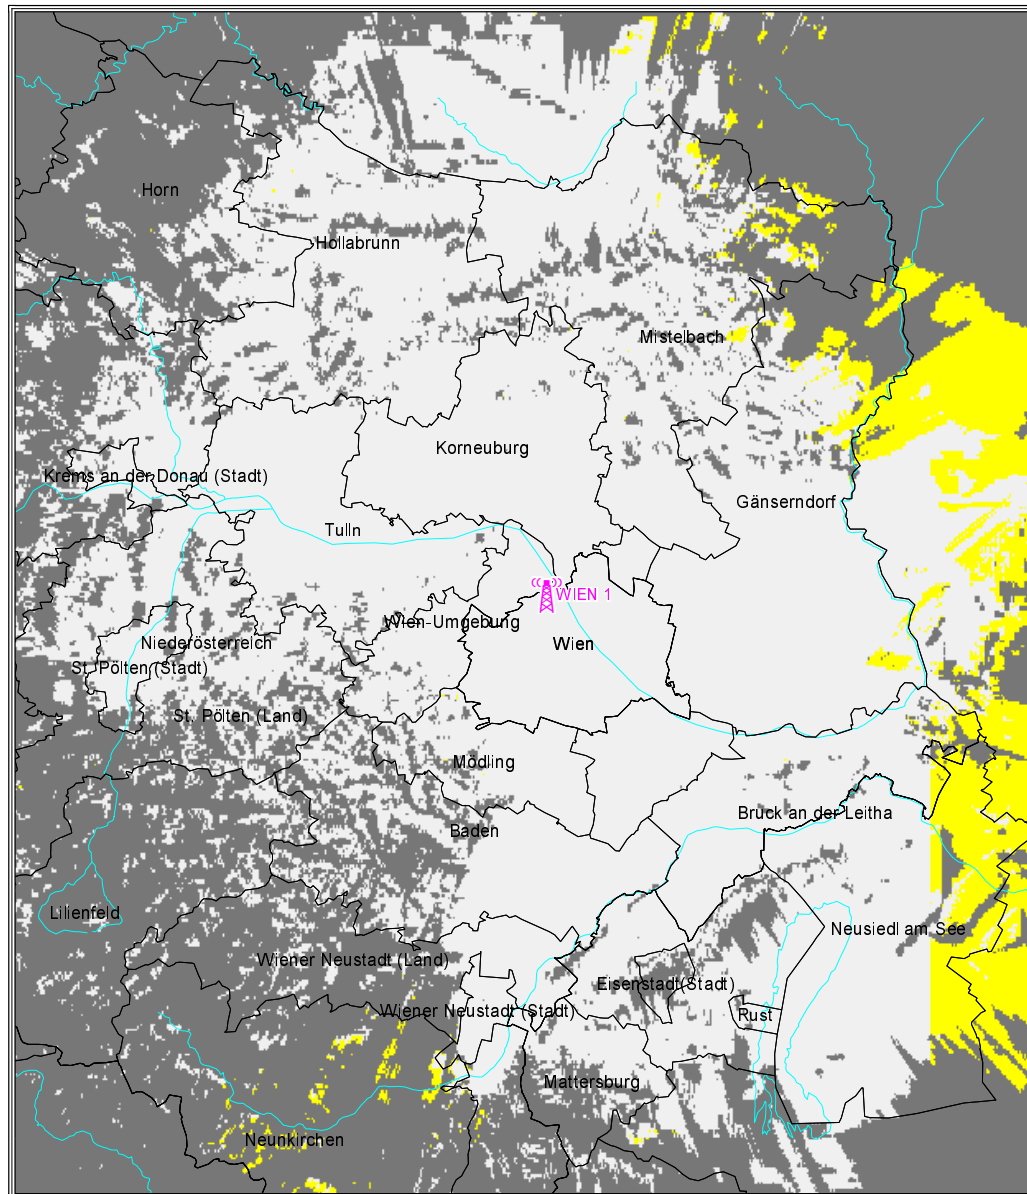 Horn
Hollabrunn
Mistelbach
Korneuburg
Krems an der Donau (Stadt)
Gänserndorf
Tulln
WIEN 1
Wien-Umgebung
Niederösterreich
Wien
St. Pölten (Stadt)
St. Pölten (Land)
Mödling
Bruck an der Leitha
Baden
Lilienfeld
Neusiedl am See
Wiener Neustadt (Land)
Eisenstadt(Stadt)
Wiener Neustadt (Stadt)
Rust
Mattersburg
Neunkirchen